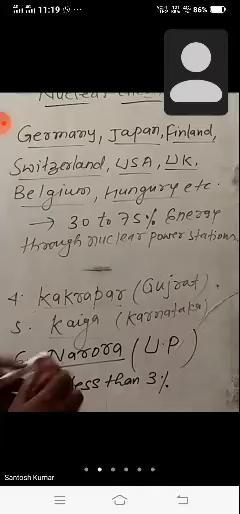 11:19
86%
Nuclear
Germany, Japan, Finland,
Switzerland, USA, UK,
Belgium, Hungury etc.
→ 30 to 75% Energy
through nuclear power stations
4. Kakrapar (Gujrat).
5. Kaiga (Karnataka)
6. Narora (U.P)
less than 3%
Santosh Kumar